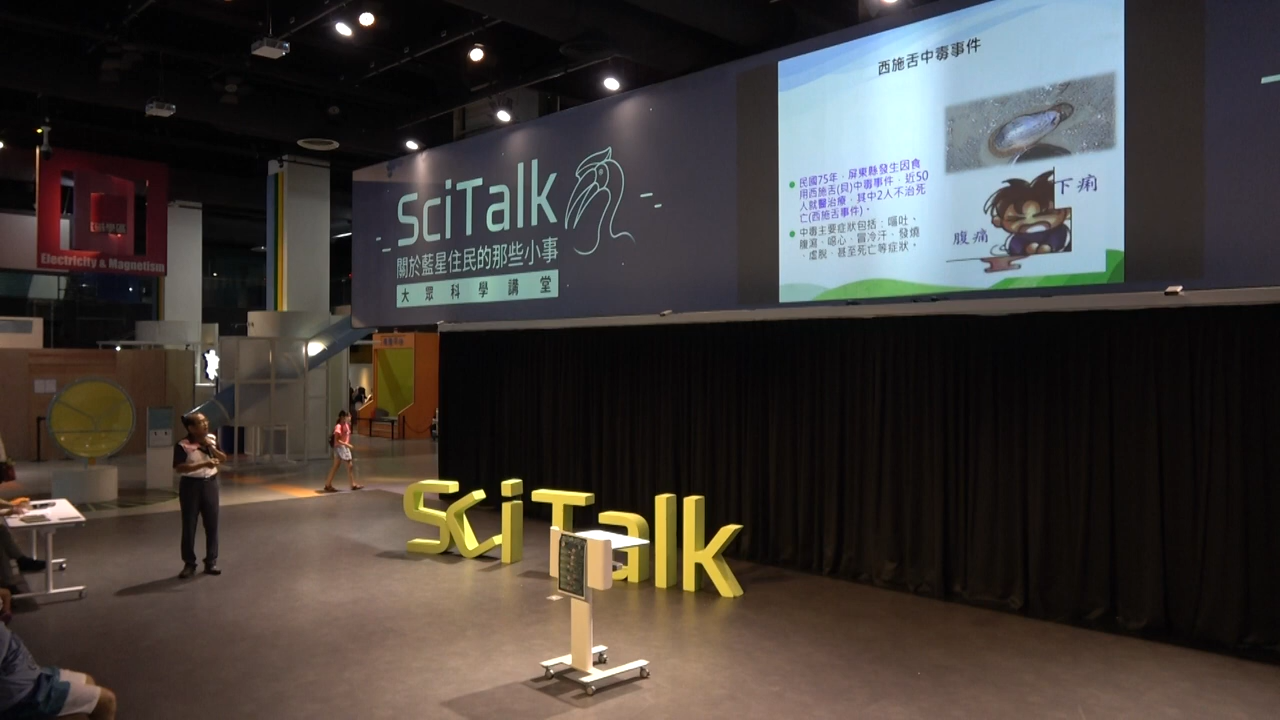 SciTalk
關於藍星住民的那些小事
大眾科學講堂
西施舌中毒事件
民國75年，屏東縣發生因食
用西施舌(貝)中毒事件，近50
人就醫治療，其中2人不治死
亡(西施舌事件)。
中毒主要症狀包括：嘔吐、
腹瀉、噁心、冒冷汗、發燒
、虛脫、甚至死亡等症狀。
下痢
腹痛
Electricity & Magnetism
SciTalk